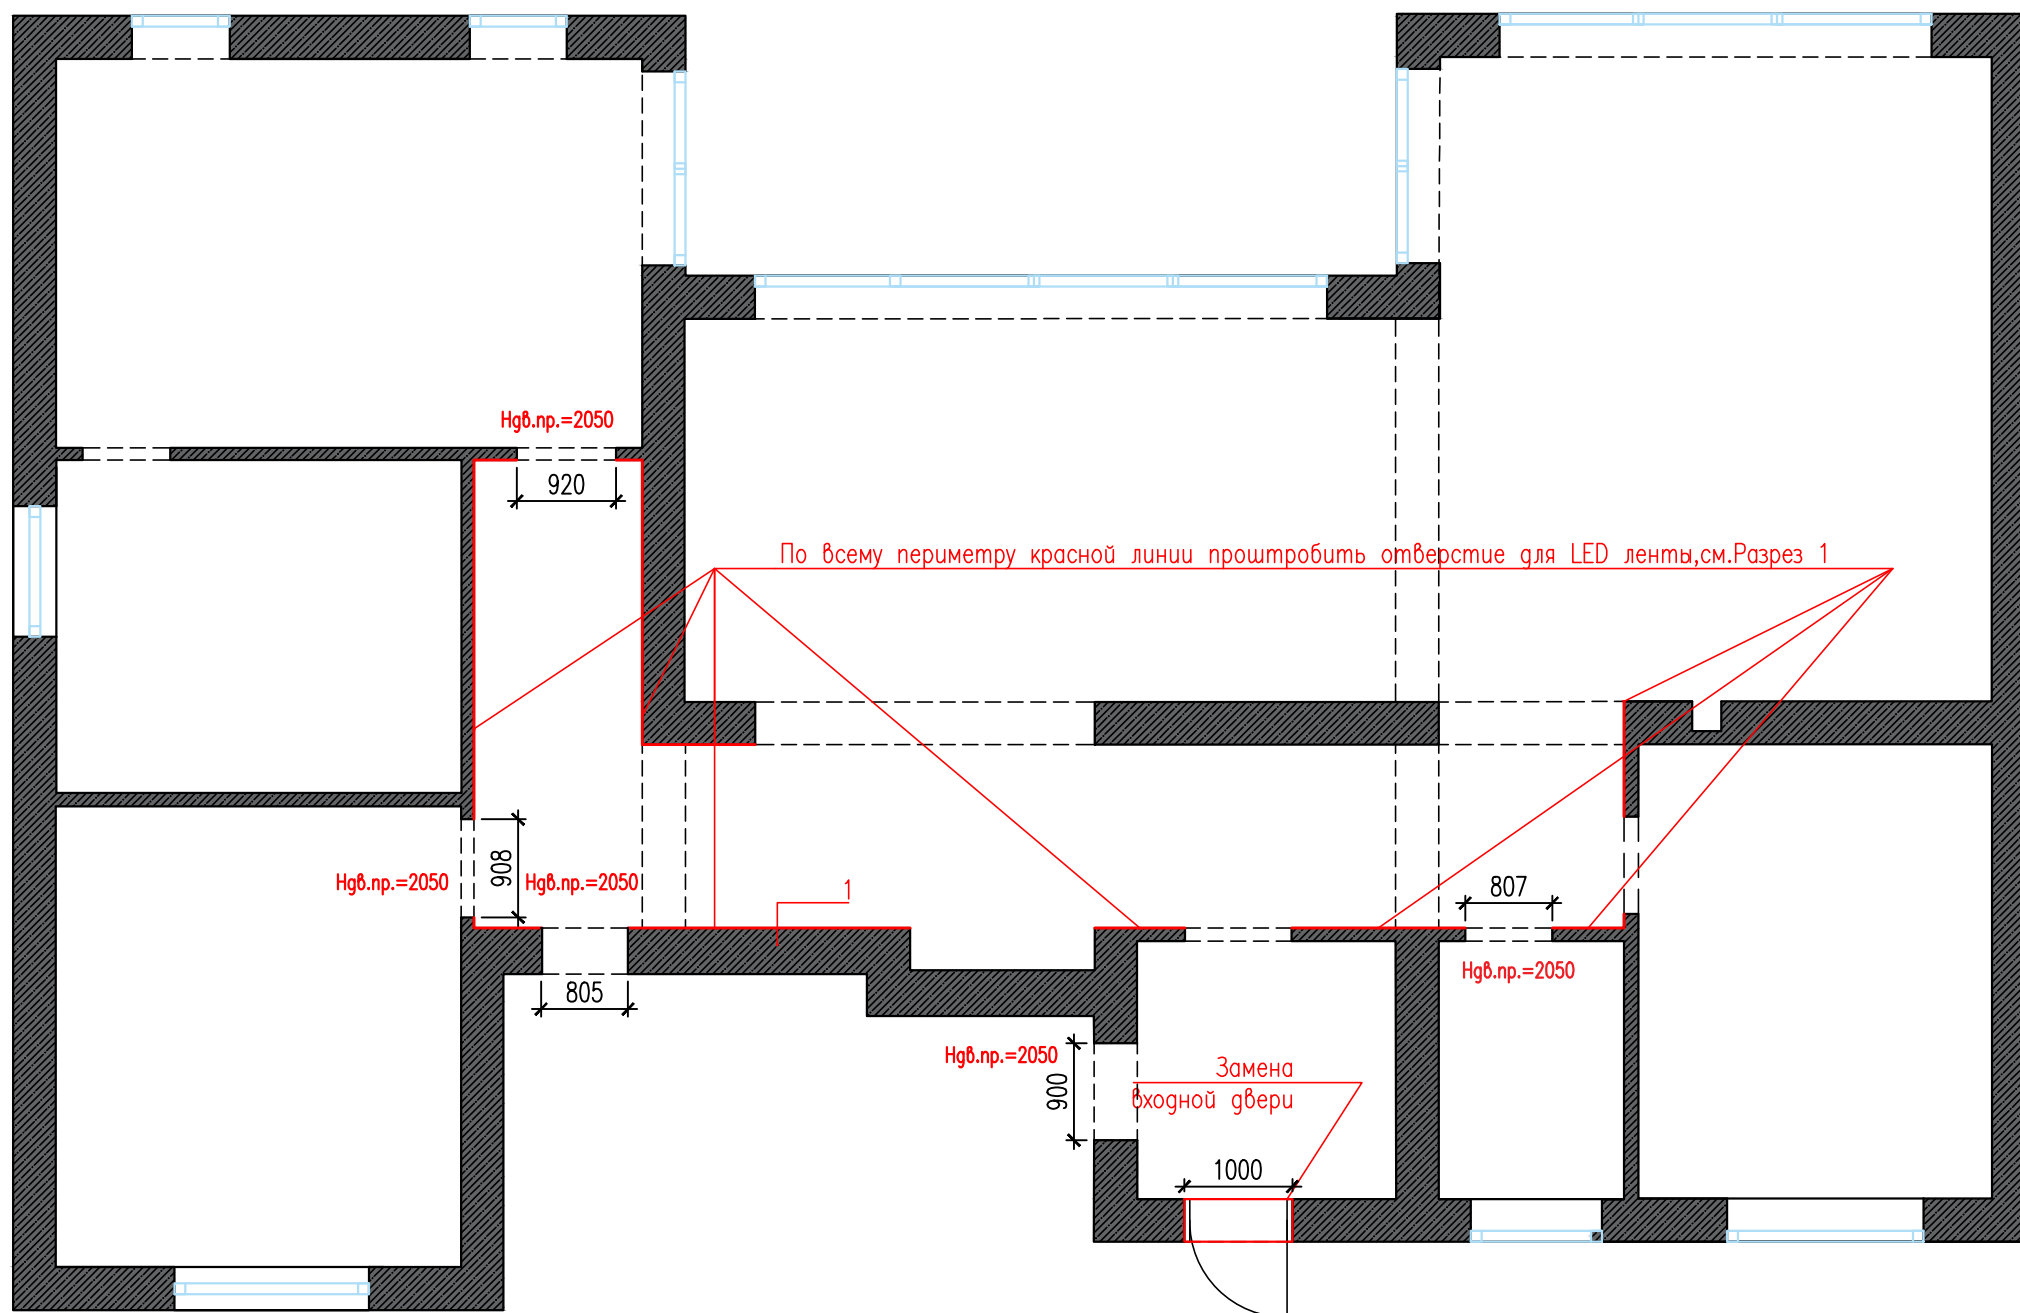 Hдв.пр.=2050
920
По всему периметру красной линии проштробить отверстие для LED ленты,см.Разрез 1
908
Hдв.пр.=2050
Hдв.пр.=2050
1
807
Hдв.пр.=2050
805
Hдв.пр.=2050
900
Замена
входной двери
1000